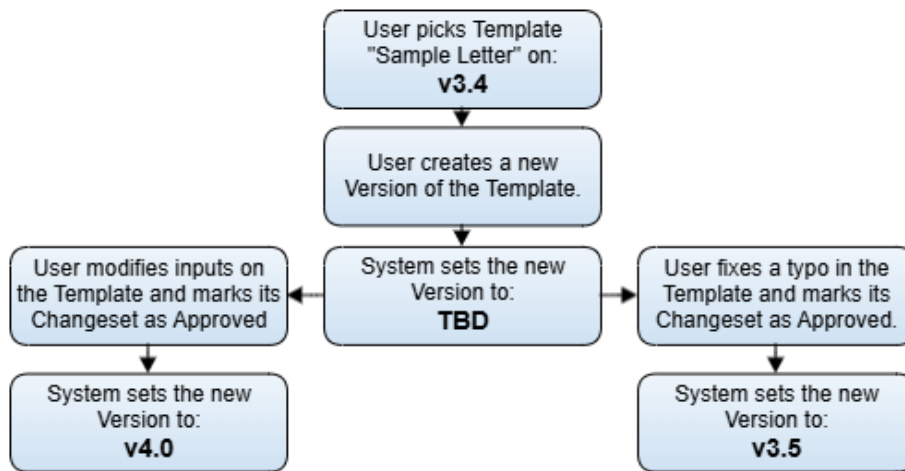 User picks Template
"Sample Letter" on:
v3.4
User creates a new
Version of the Template.
System sets the new
Version to:
TBD
User modifies inputs on
the Template and marks its
Changeset as Approved
System sets the new
Version to:
v4.0
User fixes a typo in the
Template and marks its
Changeset as Approved.
System sets the new
Version to:
v3.5